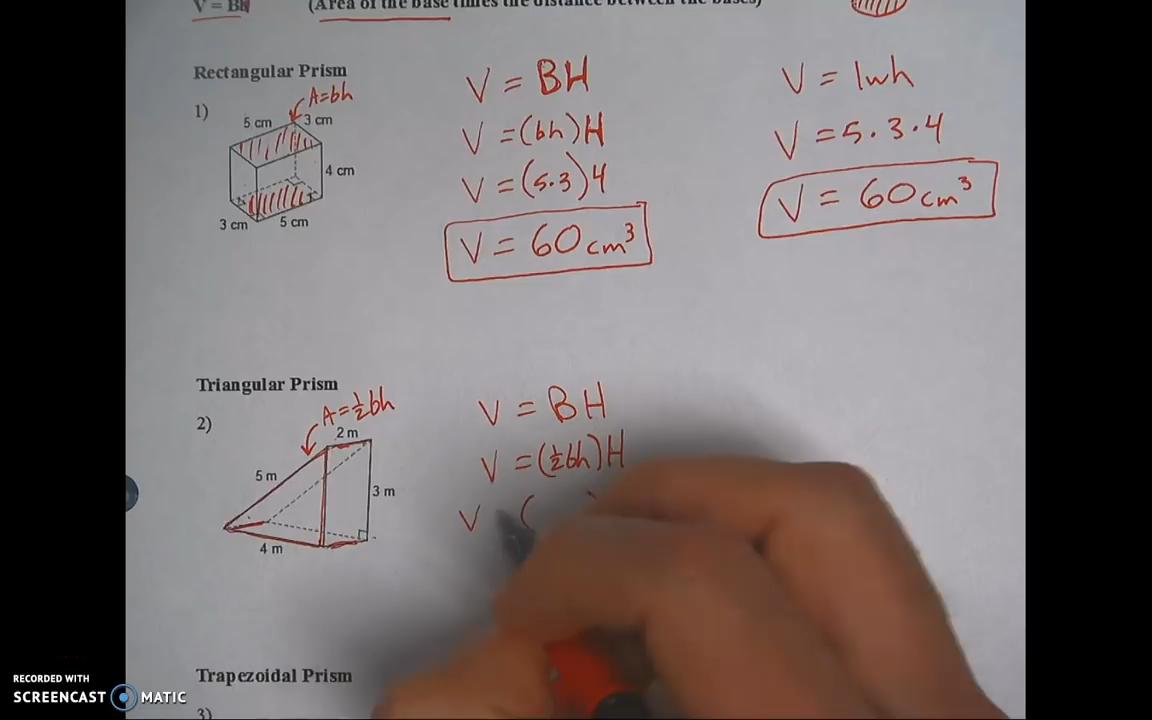 V = BH (Area of the base times the distance between the bases)
Rectangular Prism
1)
A=bh
5 cm
3 cm
4 cm
3 cm
5 cm
V = BH
V = (bh)H
V = (5.3)4
V = 60cm³
V = lwh
V = 5.3.4
V = 60cm³
Triangular Prism
2)
A=½bh
2 m
5 m
3 m
4 m
V = BH
V = (½bh)H
V (
Trapezoidal Prism
3)
RECORDED WITH
SCREENCAST MATIC